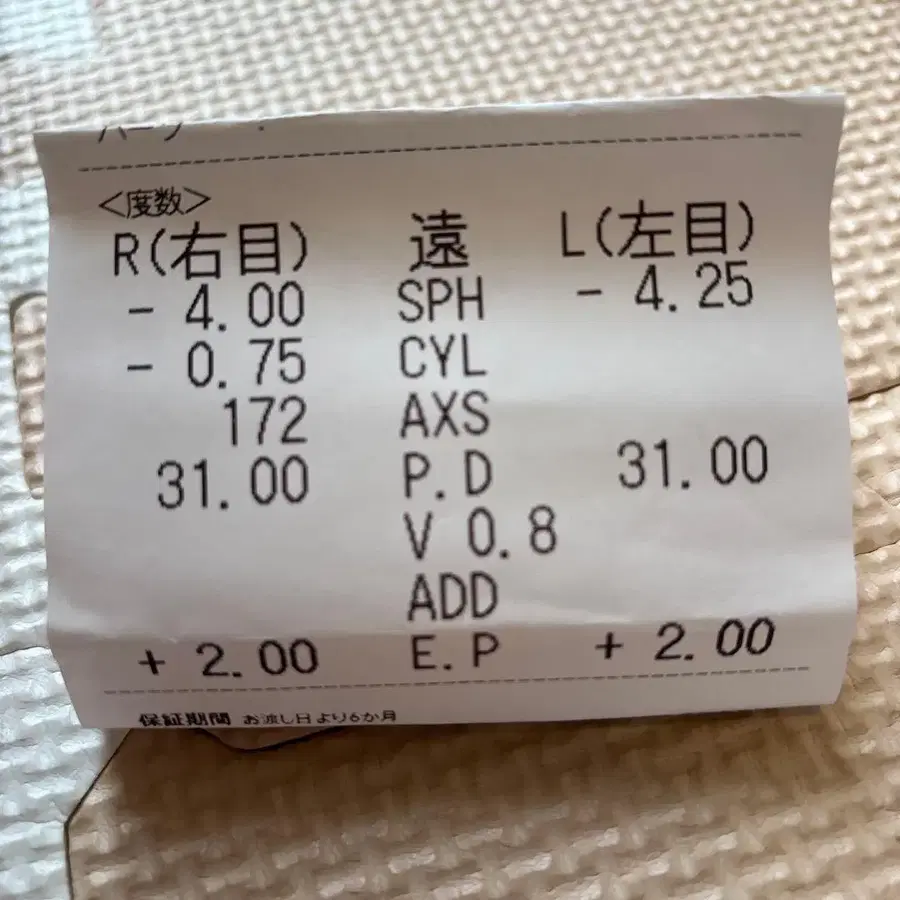 <度数>
R(右目) 遠 L(左目)
- 4.00 SPH - 4.25
- 0.75 CYL
172 AXS
31.00 P.D 31.00
V 0.8
ADD
+ 2.00 E.P + 2.00
保証期間 お渡し日より6か月